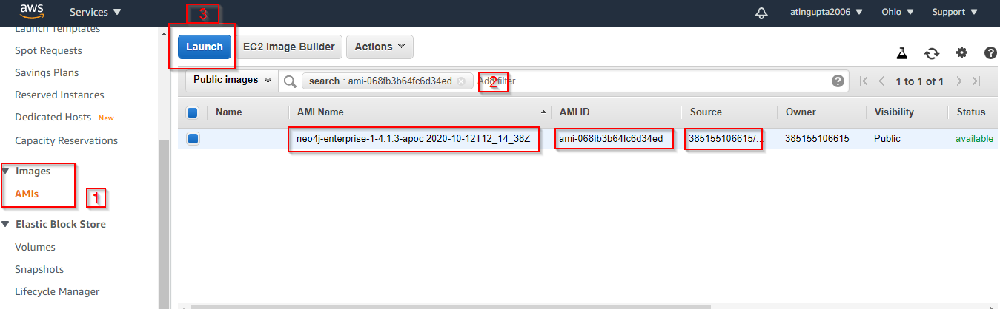 aws Services atingupta2006 Ohio Support
3
Launch Templates
Spot Requests
Savings Plans
Reserved Instances
Dedicated Hosts New
Capacity Reservations
Images
AMIs
1
Elastic Block Store
Volumes
Snapshots
Lifecycle Manager
Launch EC2 Image Builder Actions
Public images search : ami-068fb3b64fc6d34ed Add filter 1 to 1 of 1
2
Name AMI Name AMI ID Source Owner Visibility Status
neo4j-enterprise-1-4.1.3-apoc 2020-10-12T12_14_38Z ami-068fb3b64fc6d34ed 385155106615/... 385155106615 Public available